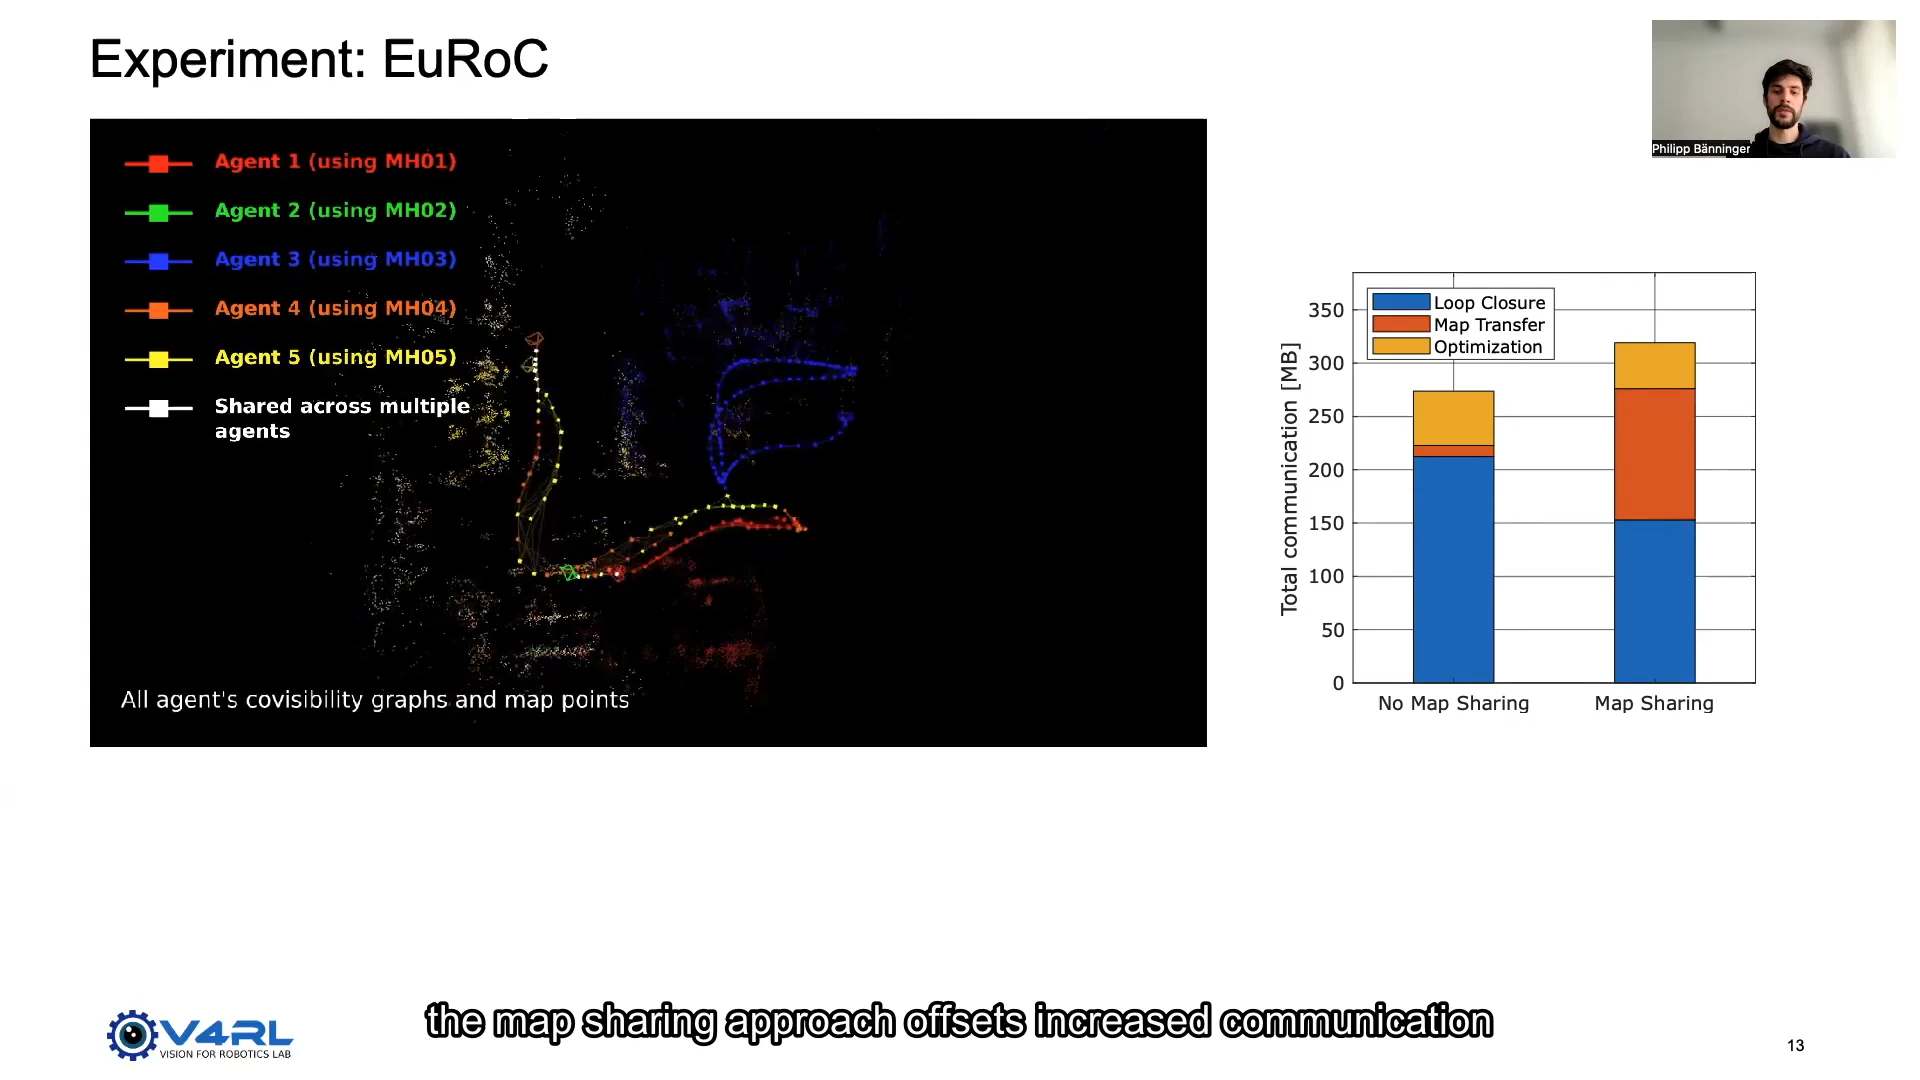 Experiment: EuRoC
Philipp Bänninger
Agent 1 (using MH01)
Agent 2 (using MH02)
Agent 3 (using MH03)
Agent 4 (using MH04)
Agent 5 (using MH05)
Shared across multiple
agents
All agent's covisibility graphs and map points
Total communication [MB]
350
300
250
200
150
100
50
0
Loop Closure
Map Transfer
Optimization
No Map Sharing
Map Sharing
V4RL
VISION FOR ROBOTICS LAB
the map sharing approach offsets increased communication
13